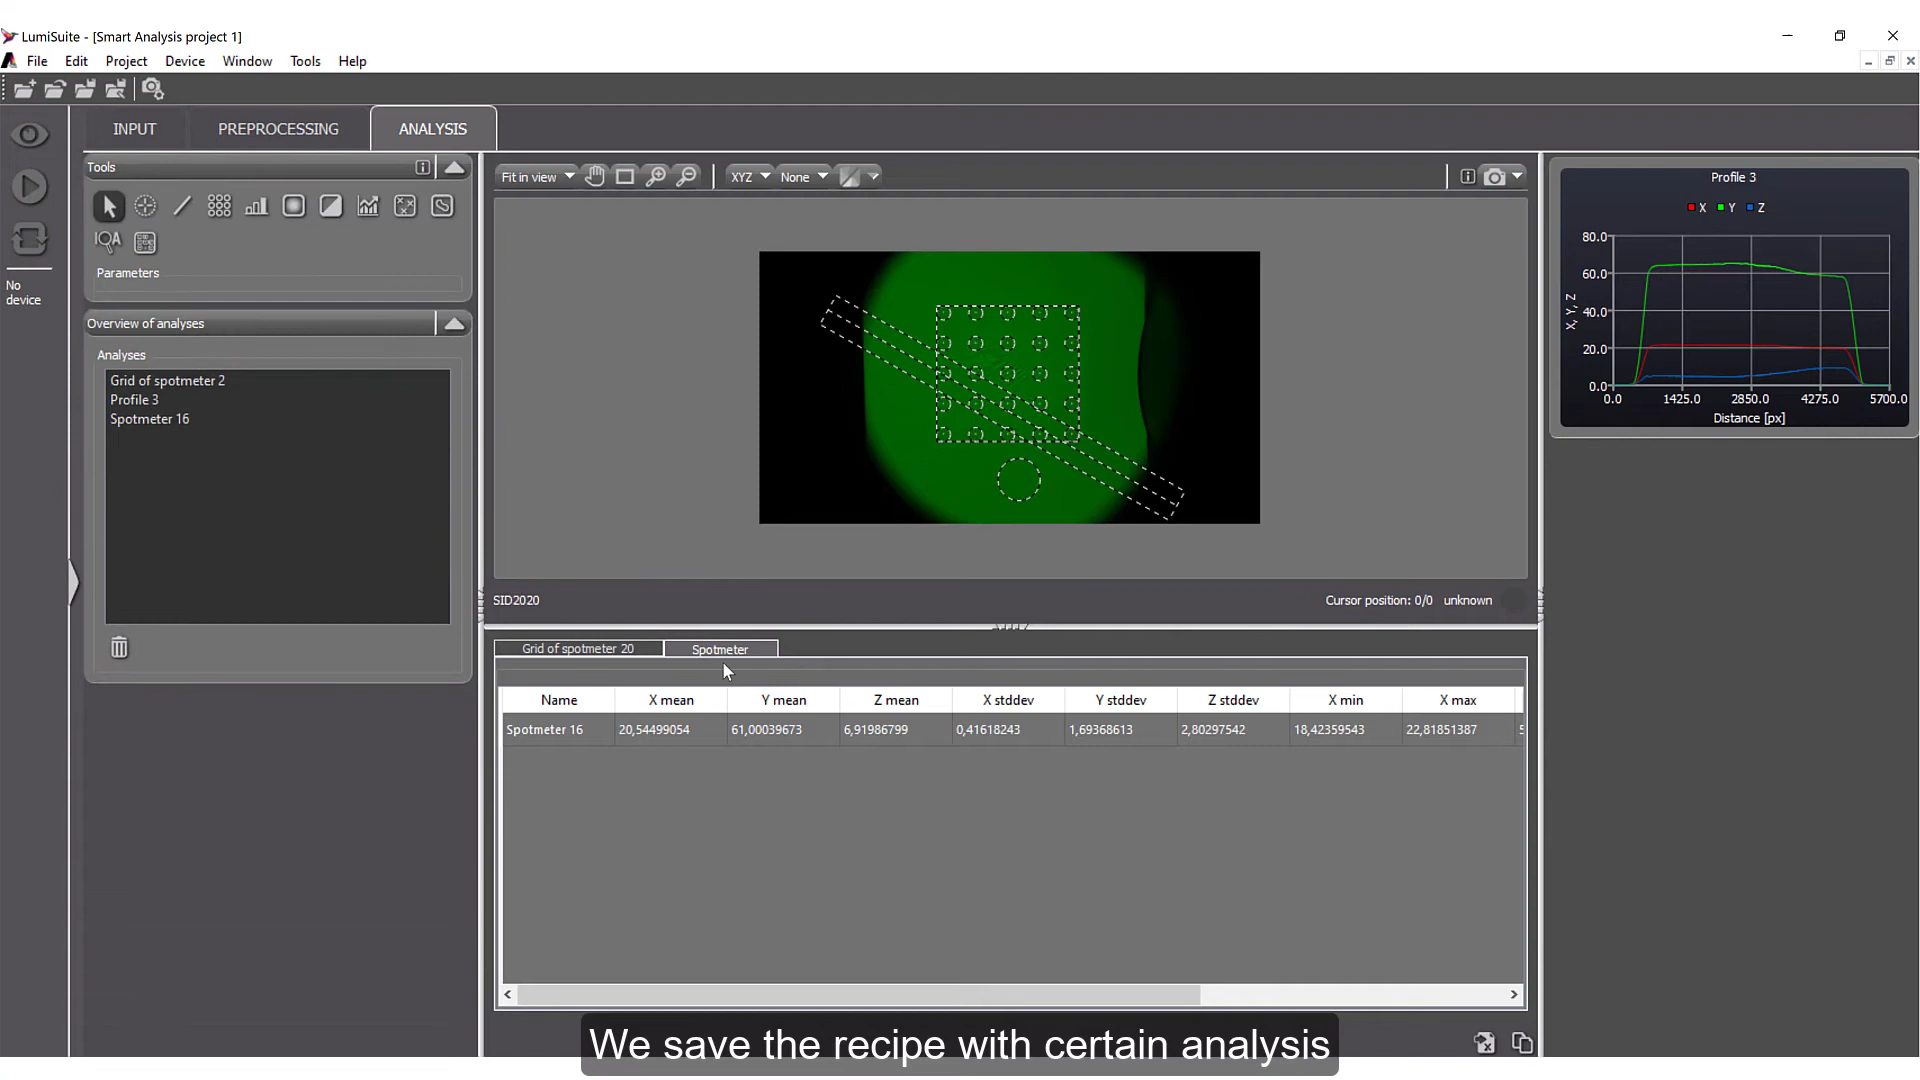 LumiSuite - [Smart Analysis project 1]
File Edit Project Device Window Tools Help
INPUT PREPROCESSING ANALYSIS
No device
Tools
Parameters
Overview of analyses
Analyses
Grid of spotmeter 2
Profile 3
Spotmeter 16
Fit in view XYZ None
SID2020 Cursor position: 0/0 unknown
Profile 3
X Y Z
80.0
60.0
40.0
20.0
0.0
X, Y, Z
0.0 1425.0 2850.0 4275.0 5700.0
Distance [px]
Grid of spotmeter 20 Spotmeter
Name X mean Y mean Z mean X stddev Y stddev Z stddev X min X max
Spotmeter 16 20,54499054 61,00039673 6,91986799 0,41618243 1,69368613 2,80297542 18,42359543 22,81851387
We save the recipe with certain analysis